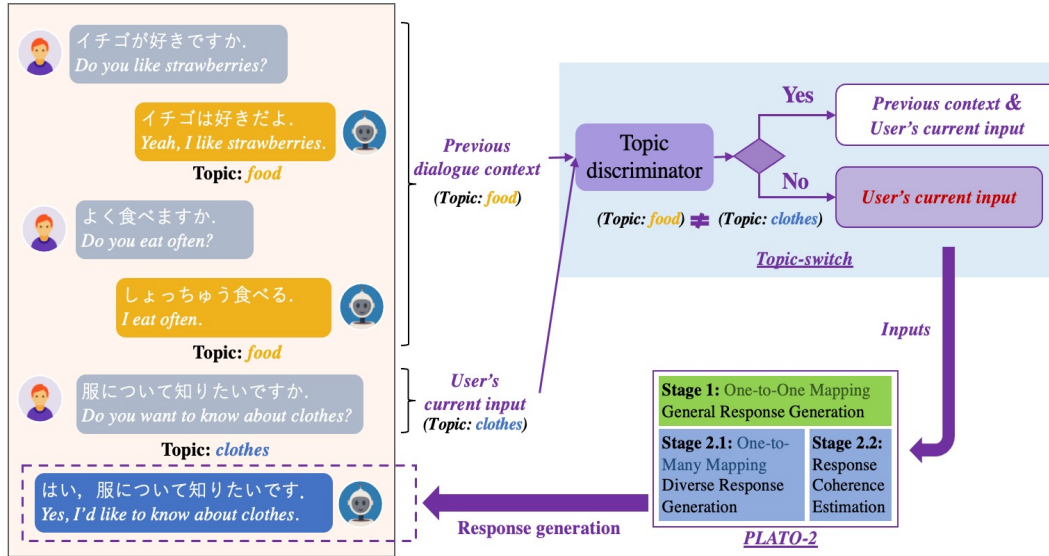 イチゴが好きですか.
Do you like strawberries?
イチゴは好きだよ.
Yeah, I like strawberries.
Topic: food
よく食べますか.
Do you eat often?
しょっちゅう食べる.
I eat often.
Topic: food
服について知りたいですか.
Do you want to know about clothes?
Topic: clothes
はい, 服について知りたいです.
Yes, I'd like to know about clothes.
Previous
dialogue context
(Topic: food)
User's
current input
(Topic: clothes)
Topic
discriminator
Yes
No
Previous context &
User's current input
User's current input
(Topic: food) ≠ (Topic: clothes)
Topic-switch
Inputs
Stage 1: One-to-One Mapping
General Response Generation
Stage 2.1: One-to-
Many Mapping
Diverse Response
Generation
Stage 2.2:
Response
Coherence
Estimation
PLATO-2
Response generation